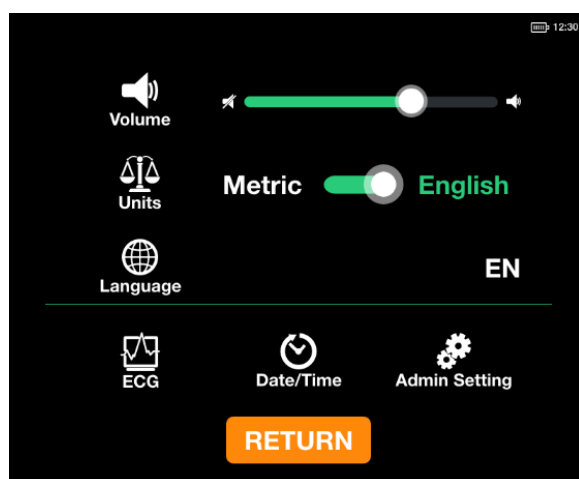 12:30
Volume
Metric English
Units
EN
Language
ECG Date/Time Admin Setting
RETURN